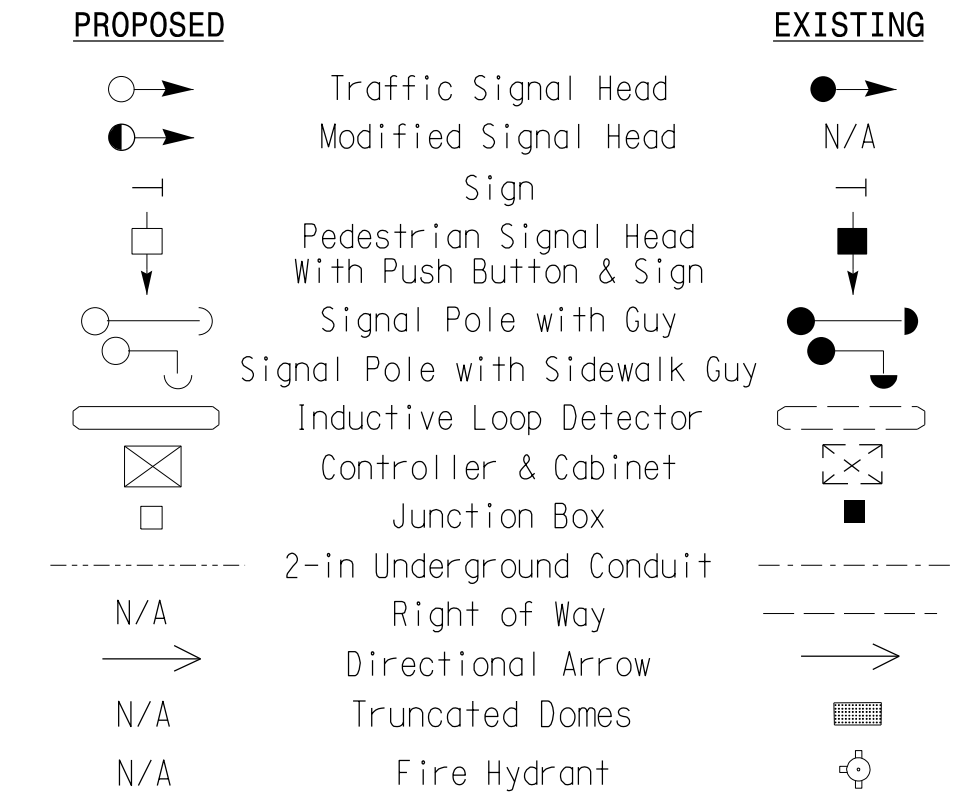 PROPOSED EXISTING
Traffic Signal Head
Modified Signal Head N/A
Sign
Pedestrian Signal Head
With Push Button & Sign
Signal Pole with Guy
Signal Pole with Sidewalk Guy
Inductive Loop Detector
Controller & Cabinet
Junction Box
2-in Underground Conduit
N/A Right of Way
Directional Arrow
N/A Truncated Domes
N/A Fire Hydrant